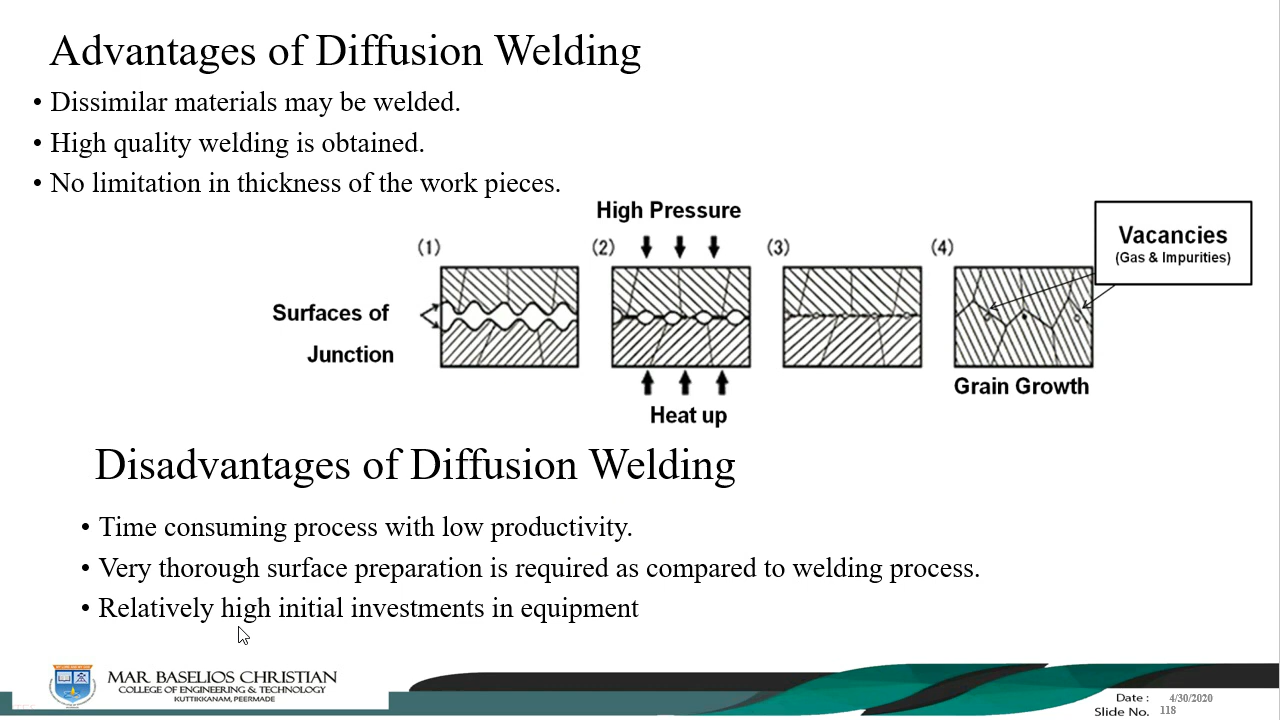 Advantages of Diffusion Welding
• Dissimilar materials may be welded.
• High quality welding is obtained.
• No limitation in thickness of the work pieces.
High Pressure
(1)
(2)
(3)
(4)
Vacancies
(Gas & Impurities)
Surfaces of
Junction
Grain Growth
Heat up
Disadvantages of Diffusion Welding
• Time consuming process with low productivity.
• Very thorough surface preparation is required as compared to welding process.
• Relatively high initial investments in equipment
MAR BASELIOS CHRISTIAN
COLLEGE OF ENGINEERING & TECHNOLOGY
KUTTIKKANAM, PEERMADE
Date : 4/30/2020
Slide No. 118